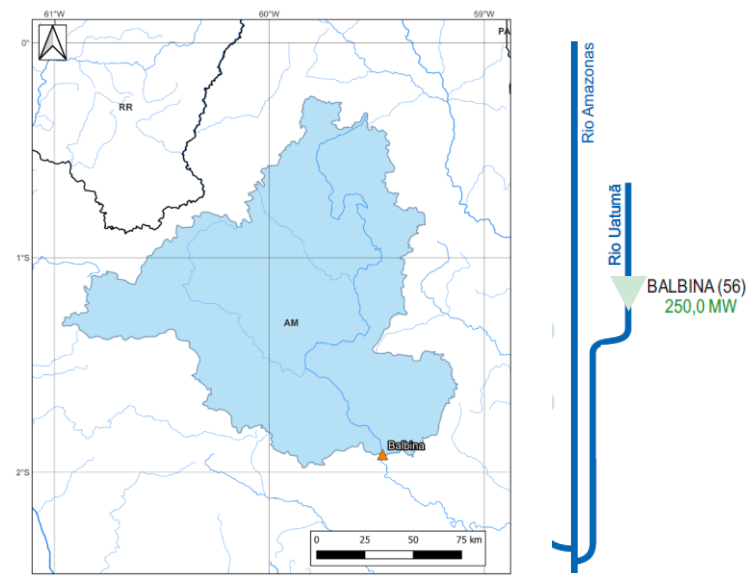 61°W
60°W
59°W
0°
PA
RR
1°S
AM
Balbina
2°S
0
25
50
75 km
Rio Amazonas
Rio Uatumã
BALBINA (56)
250,0 MW